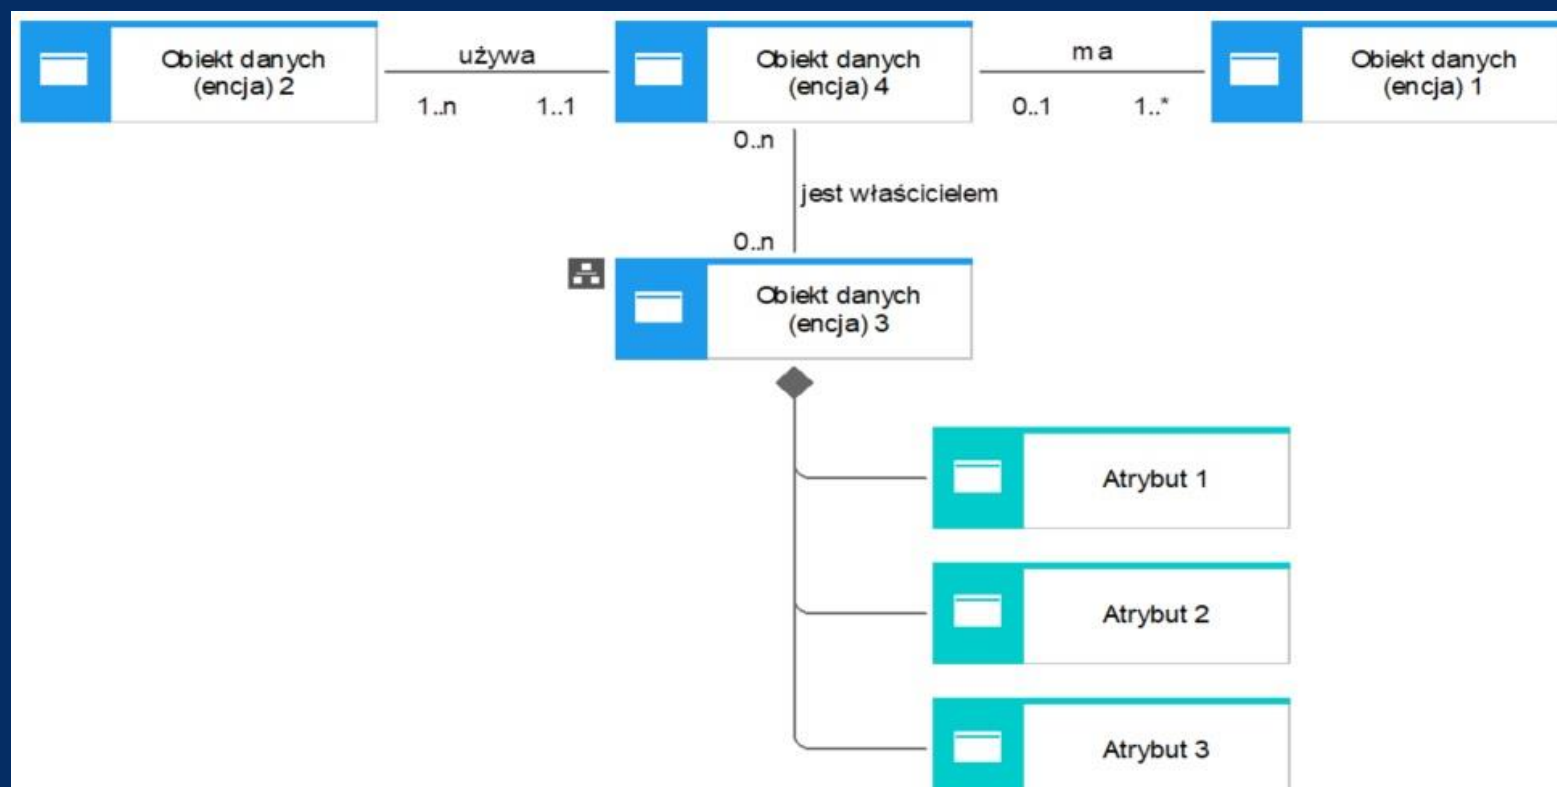 Obiekt danych
(encja) 2
używa
1..n 1..1
Obiekt danych
(encja) 4
ma
0..1 1..*
Obiekt danych
(encja) 1
0..n
jest właścicielem
0..n
Obiekt danych
(encja) 3
Atrybut 1
Atrybut 2
Atrybut 3